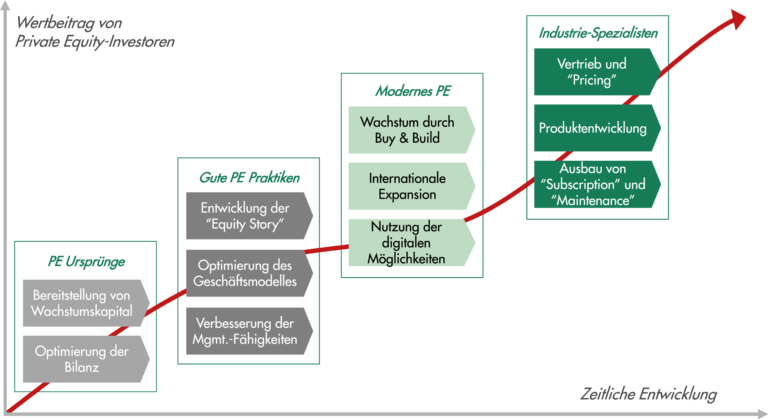 Wertbeitrag von
Private Equity-Investoren
PE Ursprünge
Bereitstellung von
Wachstumskapital
Optimierung der
Bilanz
Gute PE Praktiken
Entwicklung der
“Equity Story”
Optimierung des
Geschäftsmodelles
Verbesserung der
Mgmt.-Fähigkeiten
Modernes PE
Wachstum durch
Buy & Build
Internationale
Expansion
Nutzung der
digitalen
Möglichkeiten
Industrie-Spezialisten
Vertrieb und
“Pricing”
Produktentwicklung
Ausbau von
“Subscription” und
“Maintenance”
Zeitliche Entwicklung